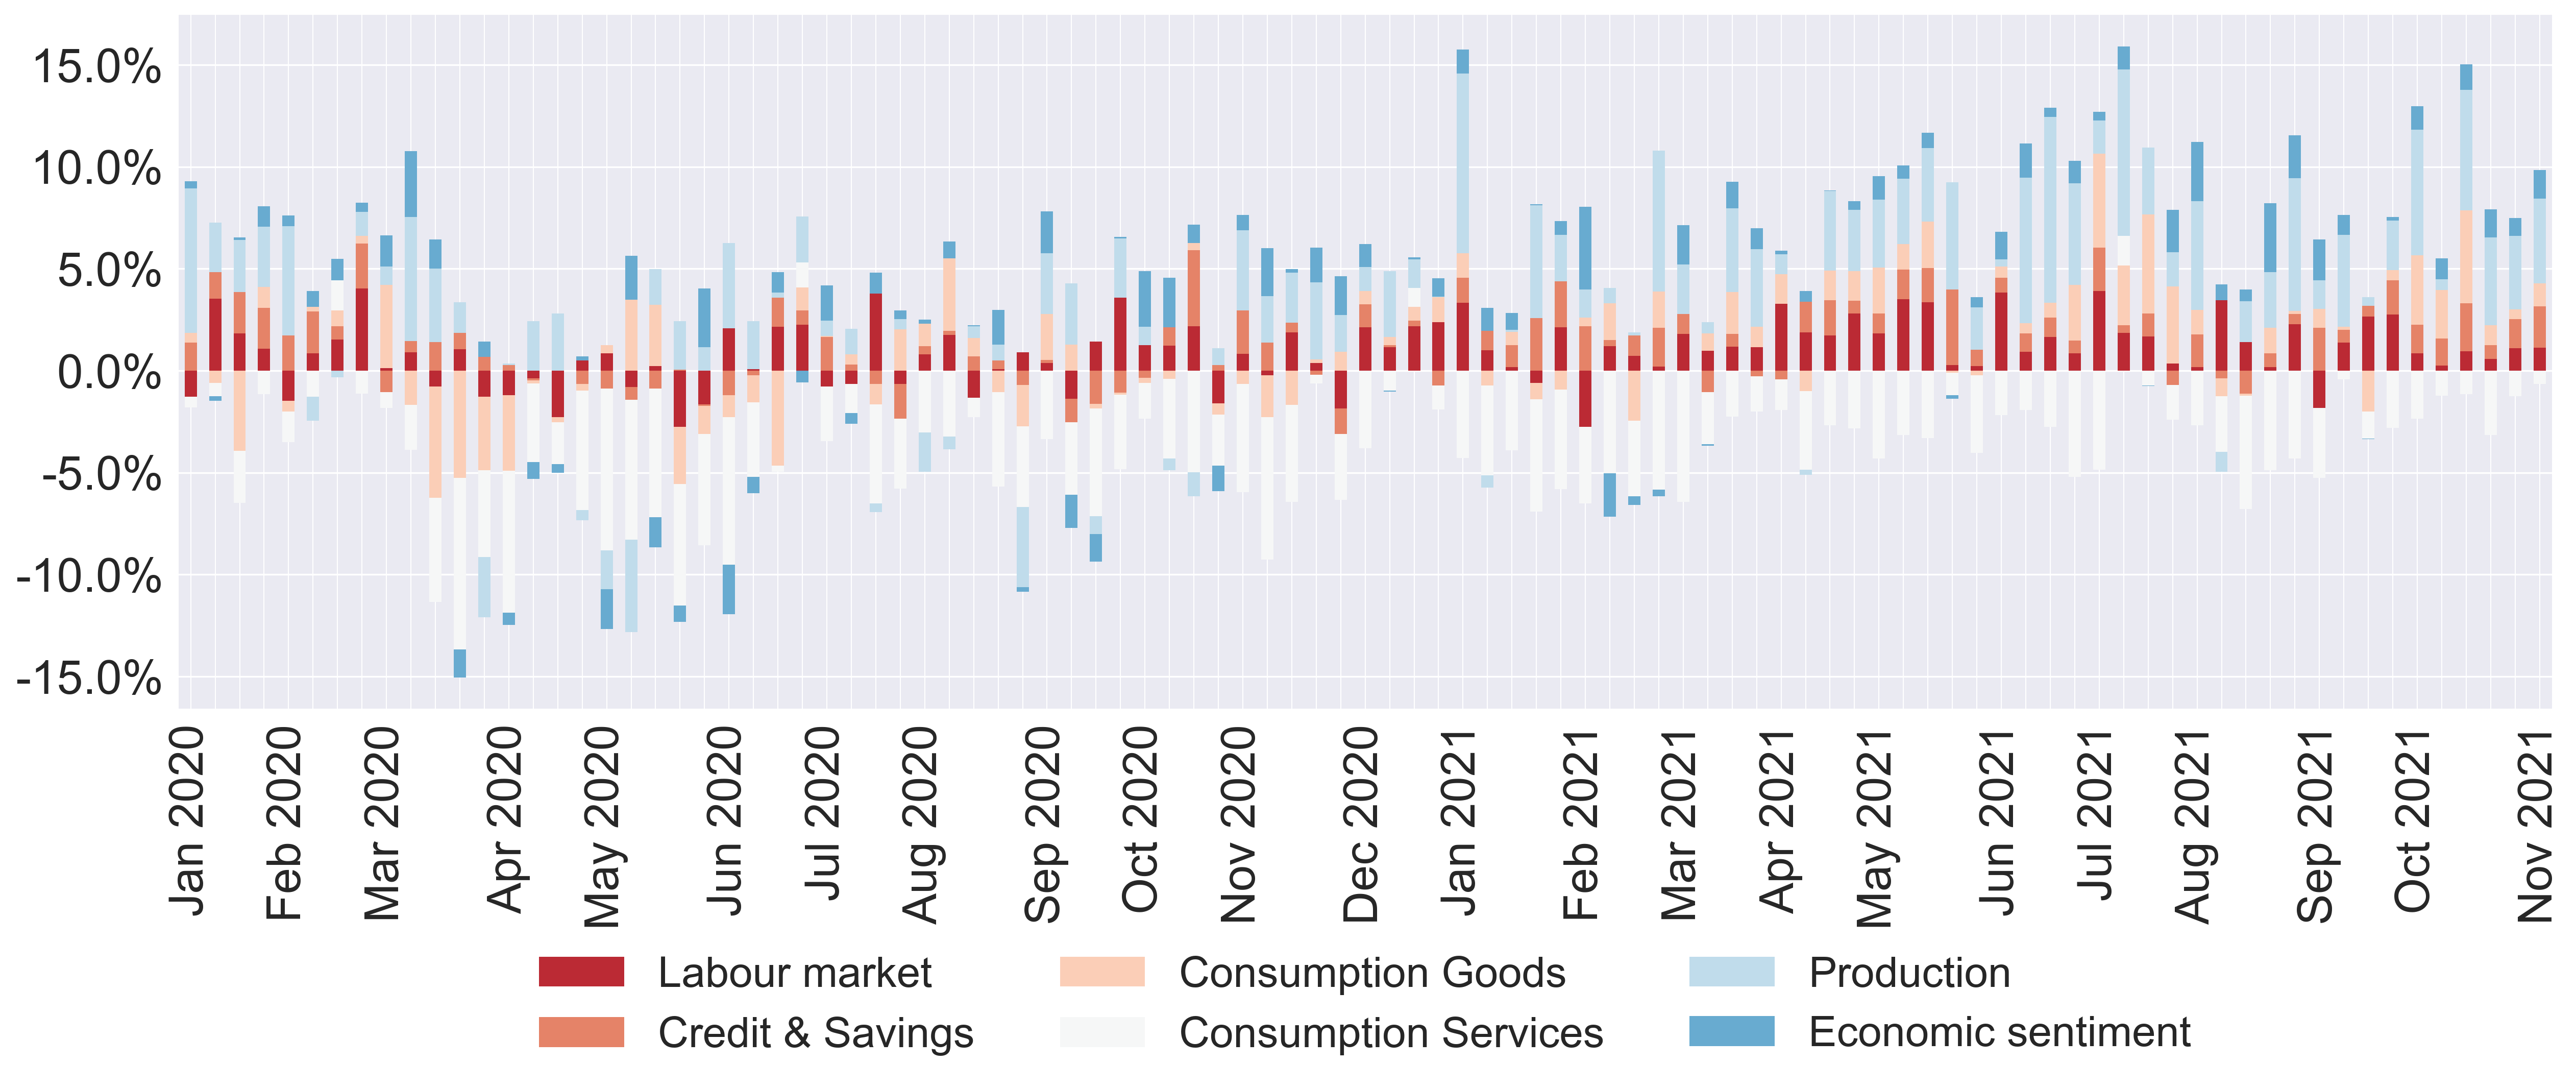 15.0%
10.0%
5.0%
0.0%
-5.0%
-10.0%
-15.0%
Jan 2020
Feb 2020
Mar 2020
Apr 2020
May 2020
Jun 2020
Jul 2020
Aug 2020
Sep 2020
Oct 2020
Nov 2020
Dec 2020
Jan 2021
Feb 2021
Mar 2021
Apr 2021
May 2021
Jun 2021
Jul 2021
Aug 2021
Sep 2021
Oct 2021
Nov 2021
Labour market
Consumption Goods
Production
Credit & Savings
Consumption Services
Economic sentiment